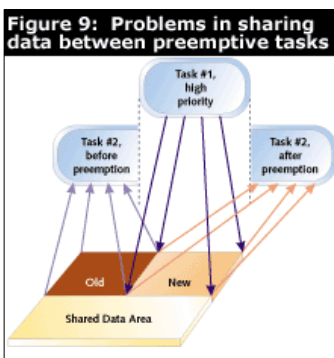 Figure 9: Problems in sharing
data between preemptive tasks
Task #1,
high
priority
Task #2,
before
preemption
Task #2,
after
preemption
Old
New
Shared Data Area